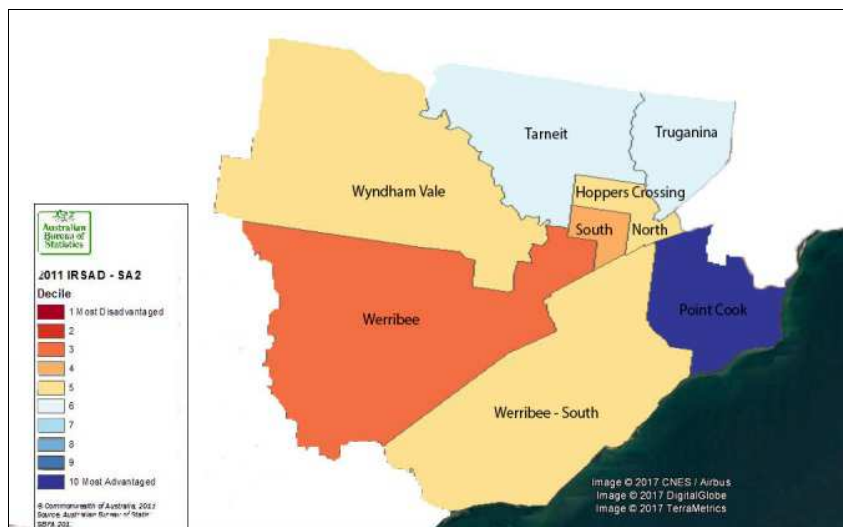 Tarneit
Truganina
Wyndham Vale
Hoppers Crossing
South
North
Werribee
Point Cook
Werribee - South
Australian
Bureau of
Statistics
2011 IRSAD - SA2
Decile
1 Most Disadvantaged
2
3
4
5
6
7
8
9
10 Most Advantaged
© Commonwealth of Australia,
Source: Australian Bureau of
Image © 2017 CNES / Airbus
Image © 2017 DigitalGlobe
Image © 2017 TerraMetrics